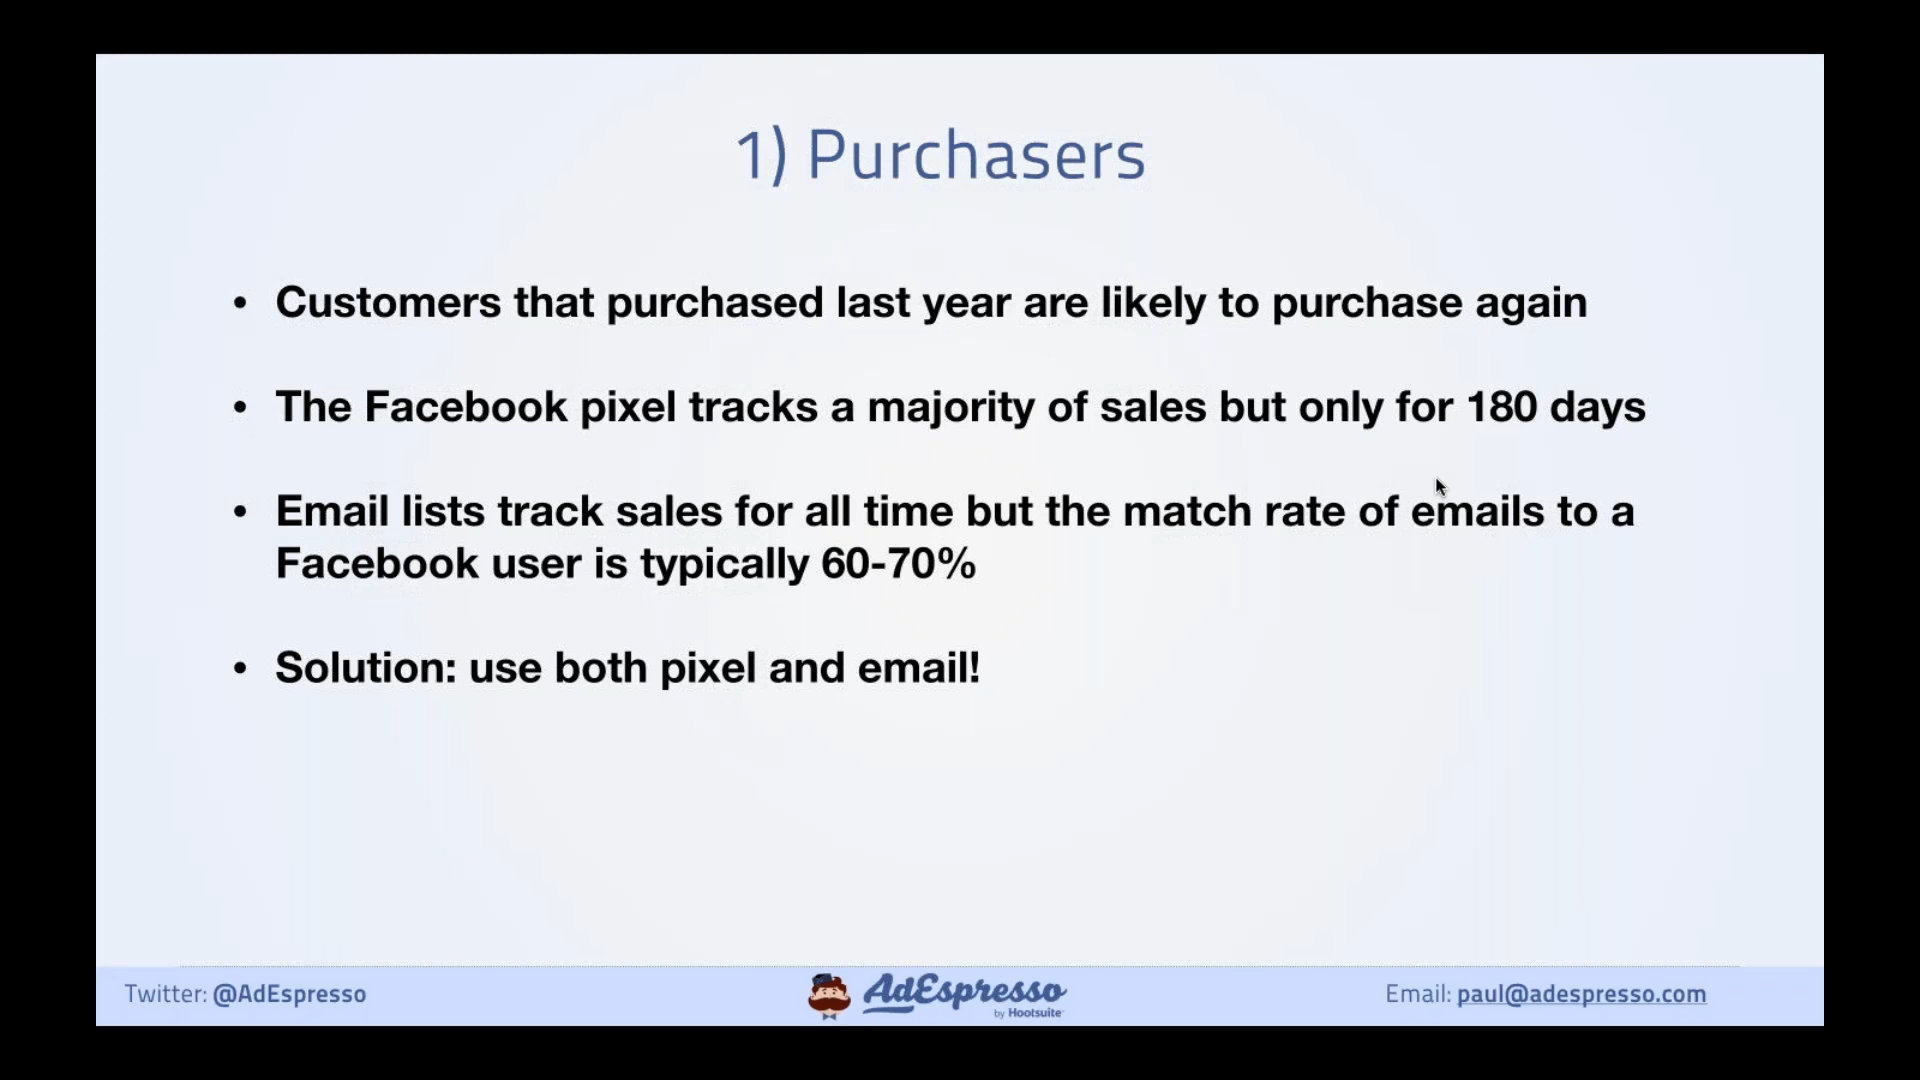 1) Purchasers
• Customers that purchased last year are likely to purchase again
• The Facebook pixel tracks a majority of sales but only for 180 days
• Email lists track sales for all time but the match rate of emails to a
Facebook user is typically 60-70%
• Solution: use both pixel and email!
Twitter: @AdEspresso
AdEspresso
by Hootsuite
Email: paul@adespresso.com